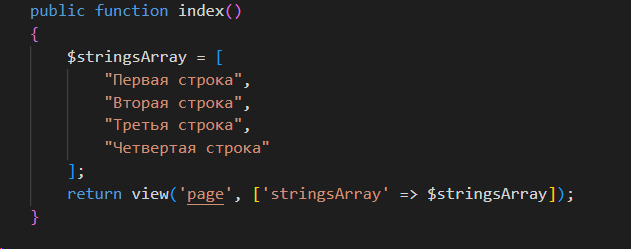 public function index()
{
$stringsArray = [
"Первая строка",
"Вторая строка",
"Третья строка",
"Четвертая строка"
];
return view('page', ['stringsArray' => $stringsArray]);
}